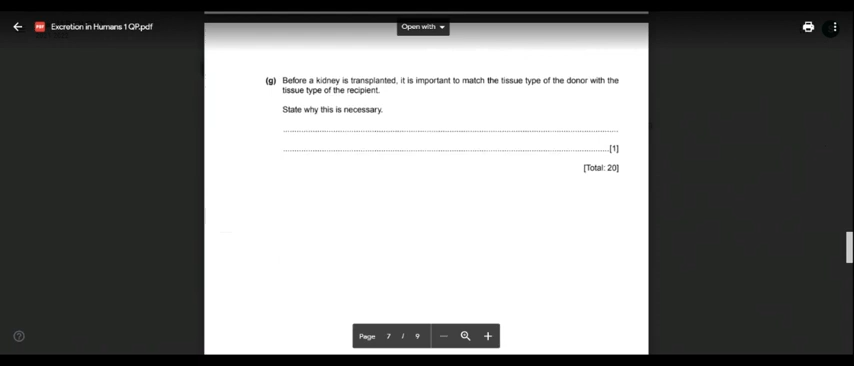 Excretion in Humans 1 QP.pdf
Open with
(g) Before a kidney is transplanted, it is important to match the tissue type of the donor with the
tissue type of the recipient.
State why this is necessary.
[1]
[Total: 20]
Page 7 / 9